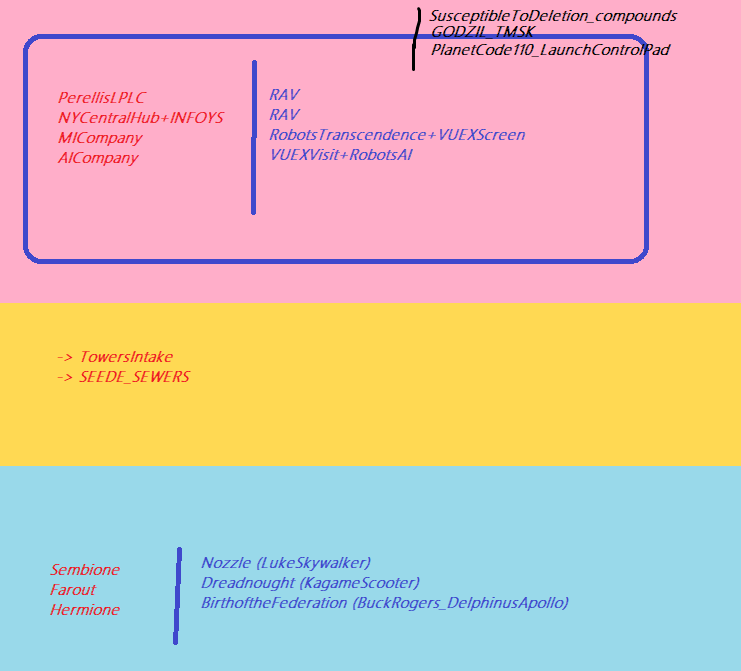 SusceptibleToDeletion_compounds
GODZIL_TMSK
PlanetCode110_LaunchControlPad
PerellisLPLC
NYCentralHub+INFOYS
MICompany
AICompany
RAV
RAV
RobotsTranscendence+VUEXScreen
VUEXVisit+RobotsAI
-> TowersIntake
-> SEEDE_SEWERS
Sembione
Farout
Hermione
Nozzle (LukeSkywalker)
Dreadnought (KagameScooter)
BirthoftheFederation (BuckRogers_DelphinusApollo)